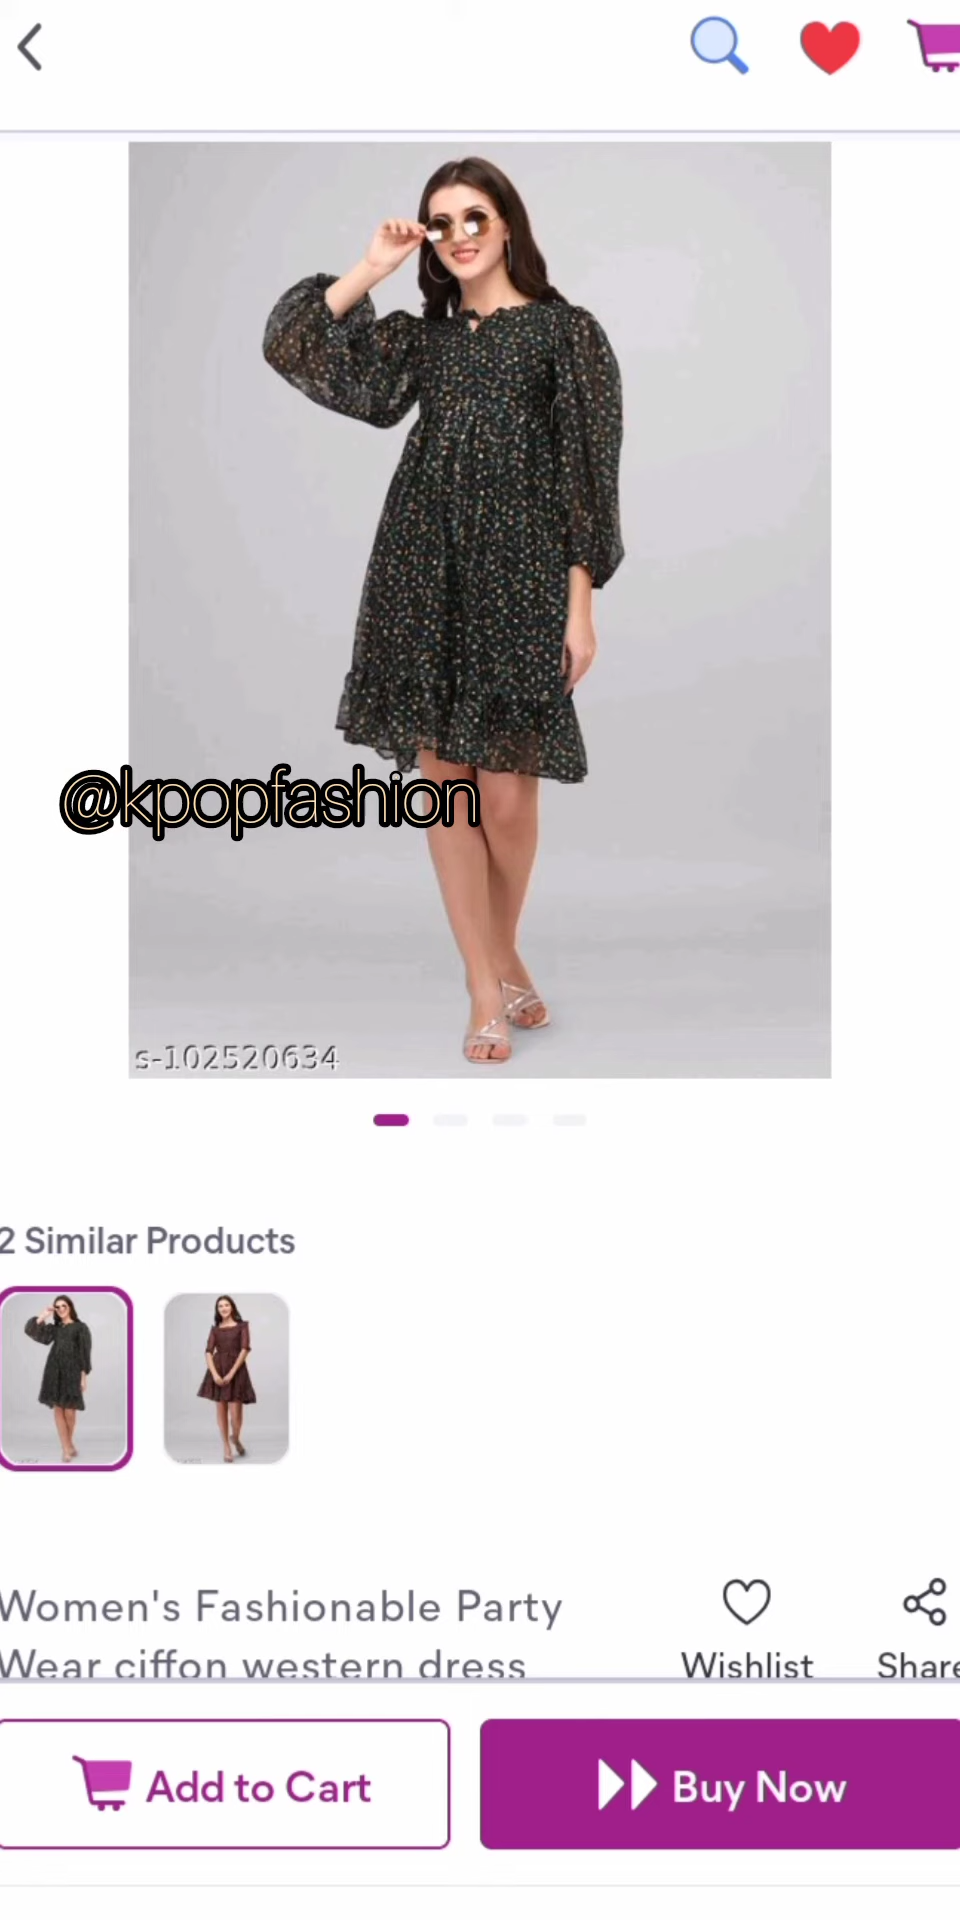 @kpopfashion
s-102520634
2 Similar Products
Women's Fashionable Party
Wear ciffon western dress
Wishlist
Share
Add to Cart
Buy Now